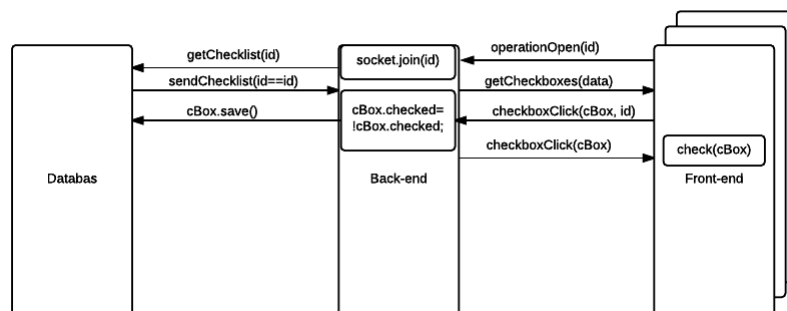 operationOpen(id)
getChecklist(id)
socket.join(id)
sendChecklist(id==id)
getCheckboxes(data)
cBox.save()
cBox.checked=
!cBox.checked;
checkboxClick(cBox, id)
checkboxClick(cBox)
check(cBox)
Databas
Back-end
Front-end